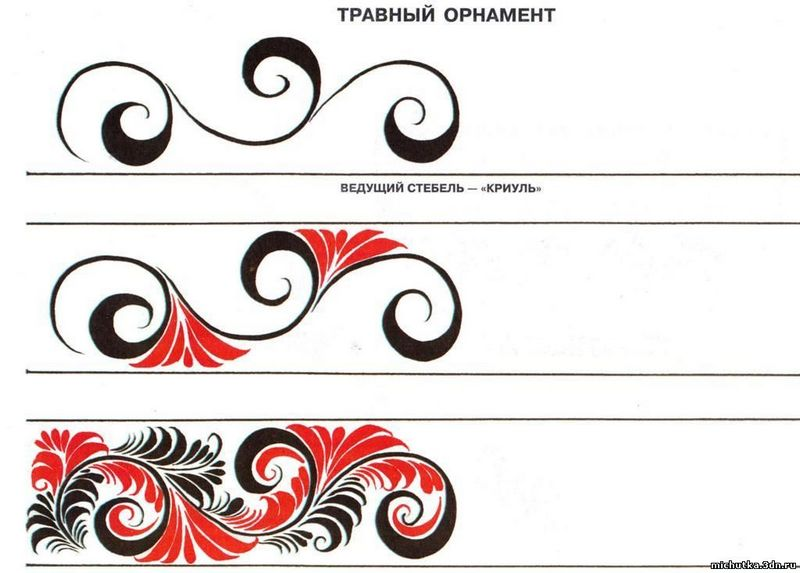 ТРАВНЫЙ ОРНАМЕНТ
ВЕДУЩИЙ СТЕБЕЛЬ — «КРИУЛЬ»
michutka.3dn.ru